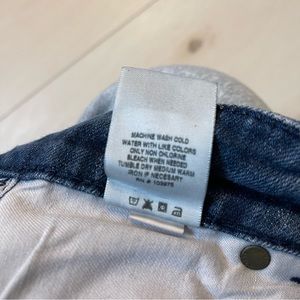 MACHINE WASH COLD
WATER WITH LIKE COLORS
ONLY NON CHLORINE
BLEACH WHEN NEEDED
TUMBLE DRY MEDIUM WARM
IRON IF NECESSARY
RN #